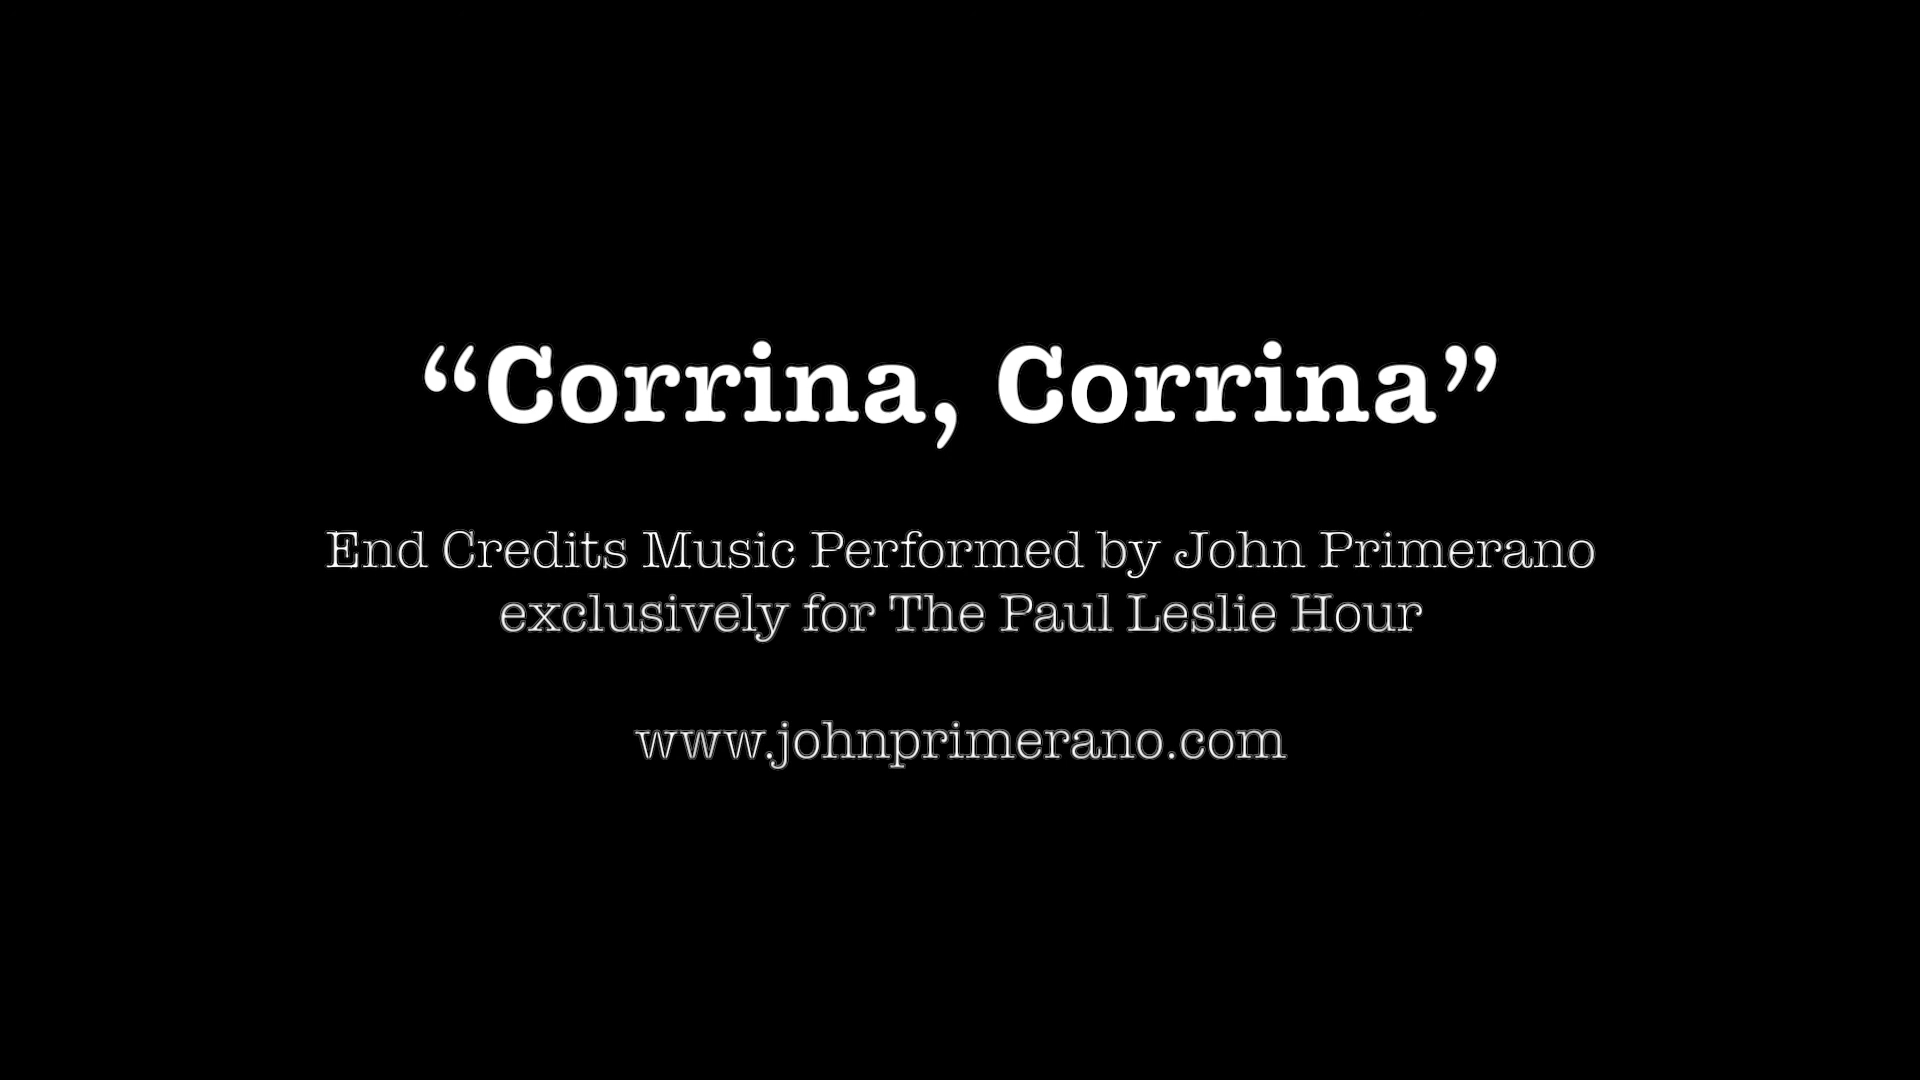 “Corrina, Corrina”
End Credits Music Performed by John Primerano
exclusively for The Paul Leslie Hour
www.johnprimerano.com